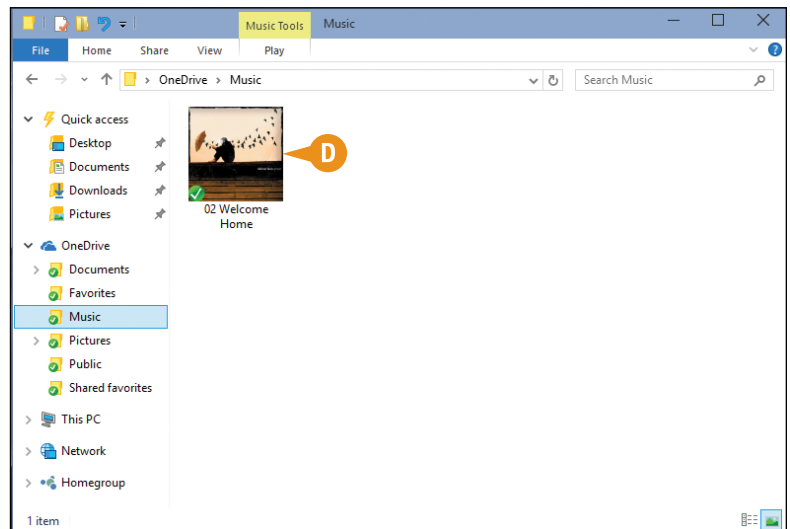 Music Tools Music
File Home Share View Play
OneDrive > Music Search Music
Quick access
Desktop
Documents
Downloads
Pictures
OneDrive
Documents
Favorites
Music
Pictures
Public
Shared favorites
This PC
Network
Homegroup
02 Welcome
Home
D
1 item